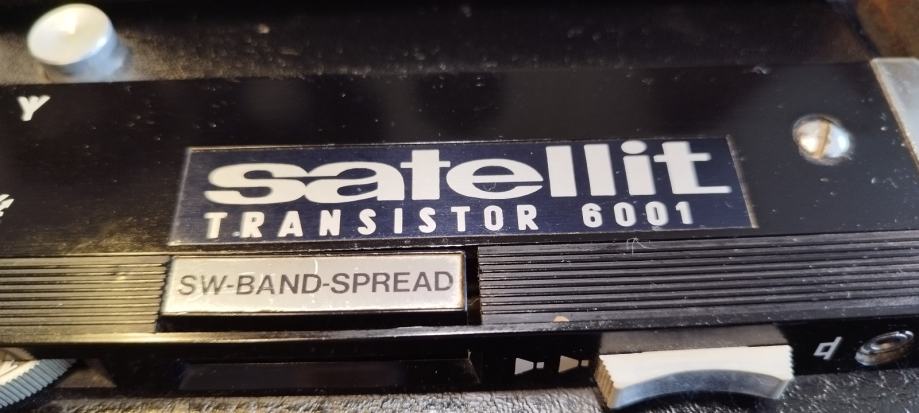 satellit
TRANSISTOR 6001
SW-BAND-SPREAD